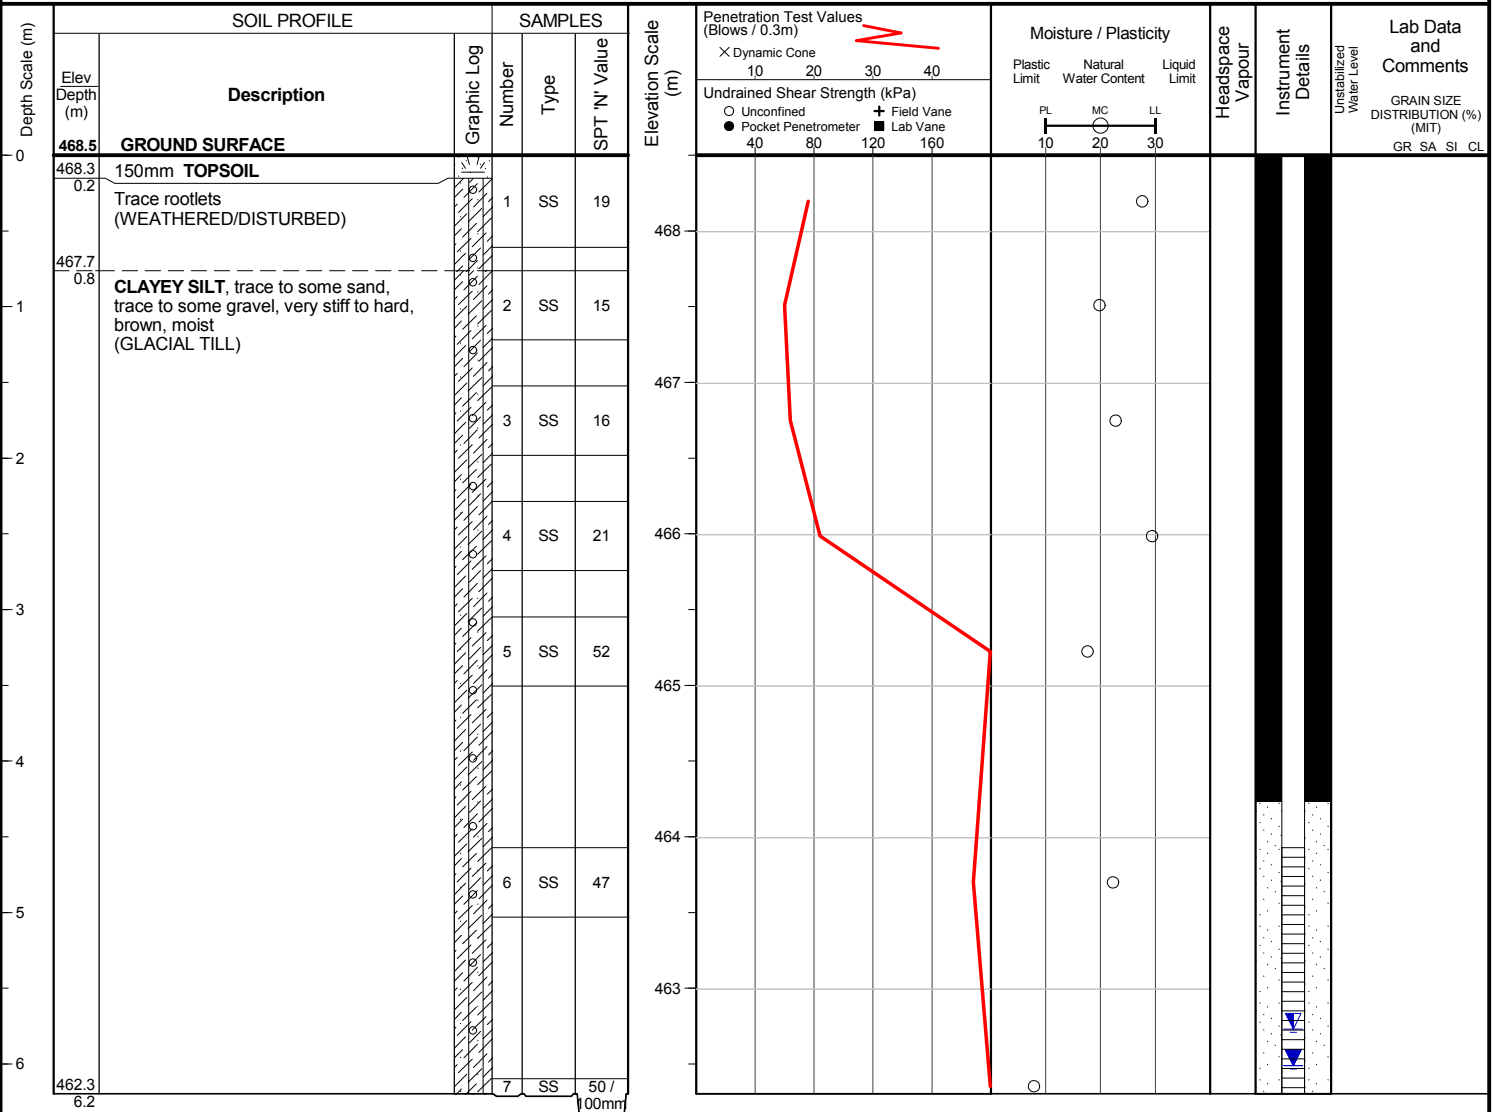 SOIL PROFILE
SAMPLES
Depth Scale (m)
Elev
Depth
(m)
Description
Graphic Log
Number
Type
SPT 'N' Value
Elevation Scale
(m)
Penetration Test Values
(Blows / 0.3m)
× Dynamic Cone
10 20 30 40
Undrained Shear Strength (kPa)
○ Unconfined + Field Vane
● Pocket Penetrometer ■ Lab Vane
40 80 120 160
Moisture / Plasticity
Plastic Limit
Natural Water Content
Liquid Limit
PL MC LL
10 20 30
Headspace
Vapour
Instrument
Details
Unstabilized
Water Level
Lab Data
and
Comments
GRAIN SIZE
DISTRIBUTION (%)
(MIT)
GR SA SI CL
468.5 GROUND SURFACE
0
468.3 150mm TOPSOIL
0.2
Trace rootlets
(WEATHERED/DISTURBED)
1 SS 19
468
467.7
0.8
CLAYEY SILT, trace to some sand,
trace to some gravel, very stiff to hard,
brown, moist
(GLACIAL TILL)
1
2 SS 15
467
3 SS 16
2
4 SS 21
466
3
5 SS 52
465
4
464
6 SS 47
5
463
6
462.3
6.2
7 SS 50 /
100mm